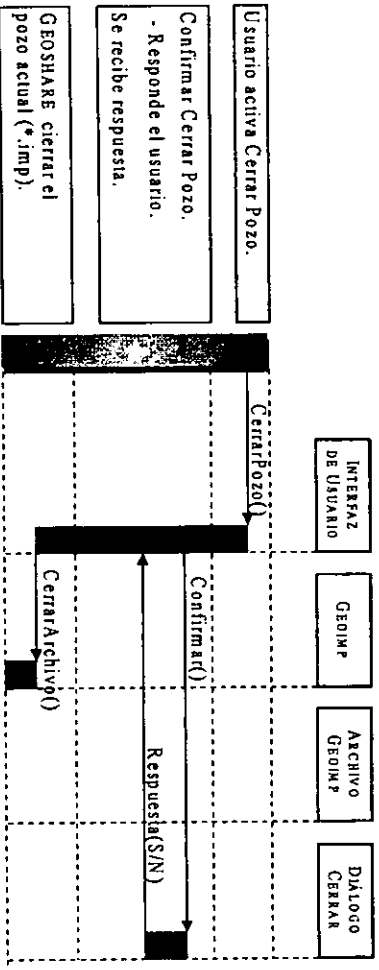 INTERFAZ
DE USUARIO
GEOIMP
ARCHIVO
GEOIMP
DIÁLOGO
CERRAR
Usuario activa Cerrar Pozo.
Confirmar Cerrar Pozo.
- Responde el usuario.
Se recibe respuesta.
GEOSHARE cierrar el
pozo actual (*.imp).
CerrarPozo()
Confirmar()
Respuesta(S/N)
CerrarArchivo()